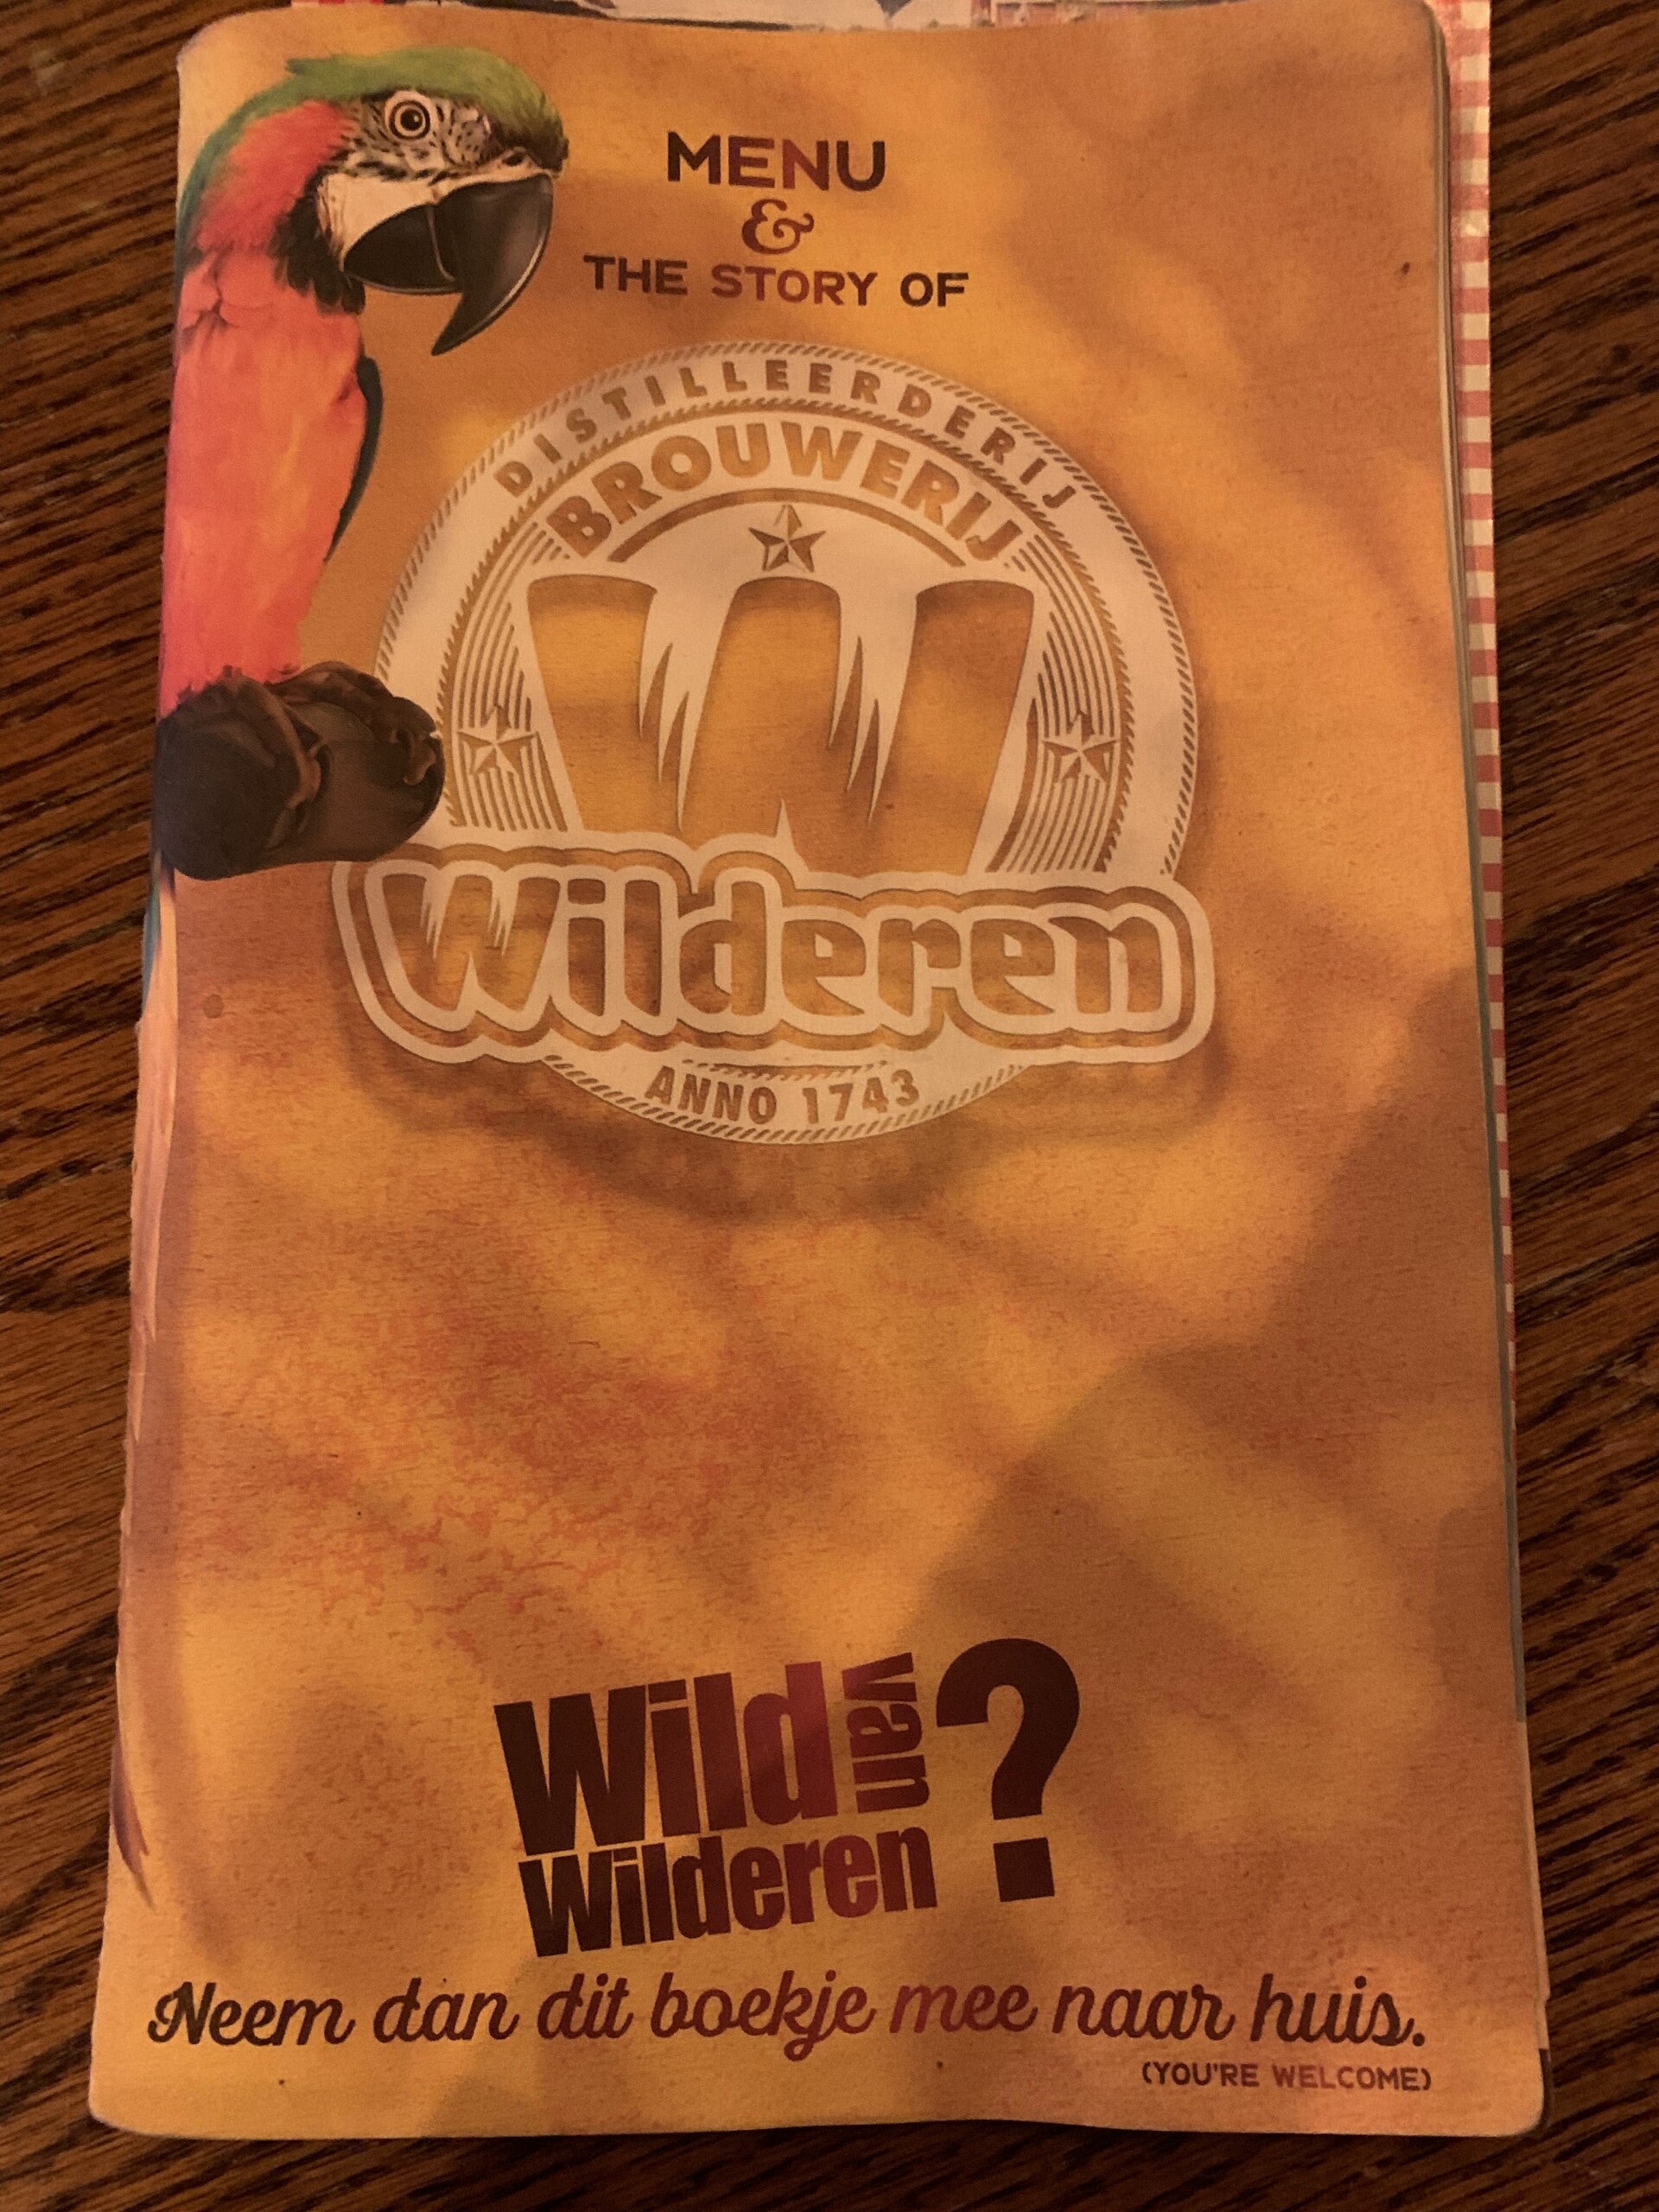 MENU
&
THE STORY OF
DISTILLEERDERIJ
BROUWERIJ
W
Wilderen
ANNO 1743
Wild van
Wilderen?
Neem dan dit boekje mee naar huis.
(YOU'RE WELCOME)